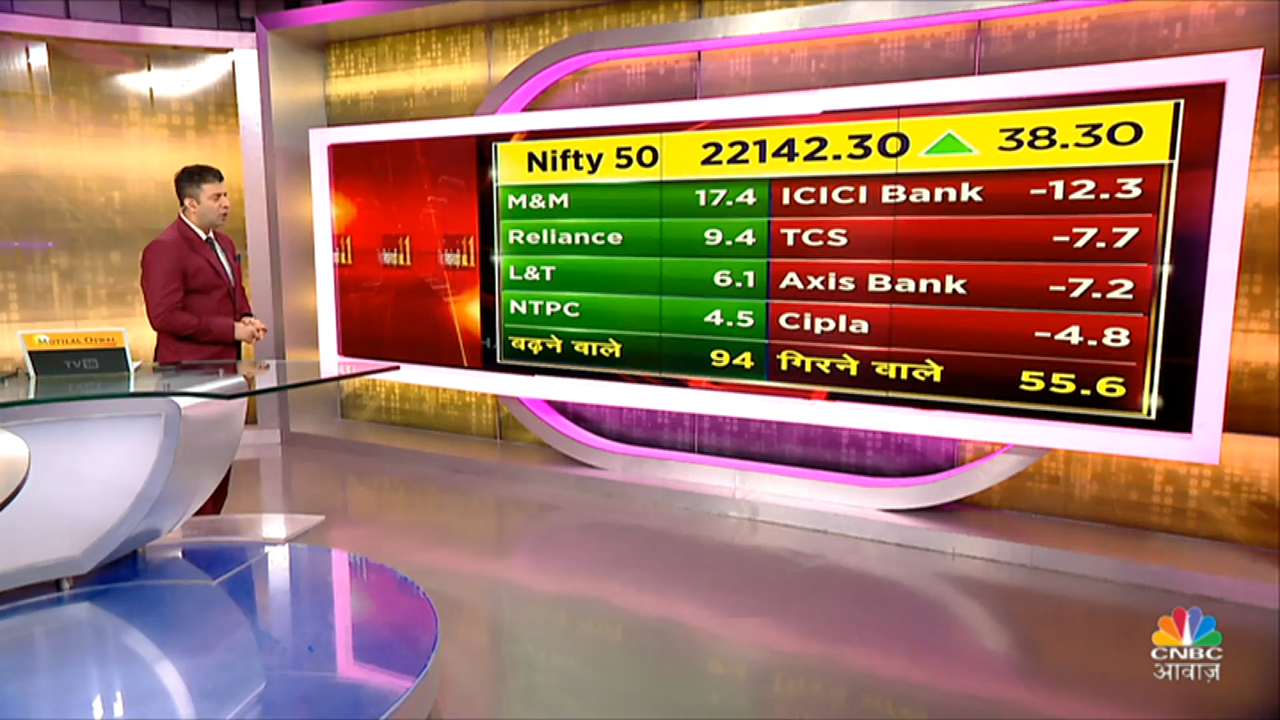 Nifty 50 22142.30 38.30
M&M 17.4 ICICI Bank -12.3
Reliance 9.4 TCS -7.7
L&T 6.1 Axis Bank -7.2
NTPC 4.5 Cipla -4.8
बढ़ने वाले 94 गिरने वाले 55.6
MOTILAL OSWAL
CNBC
आवाज़